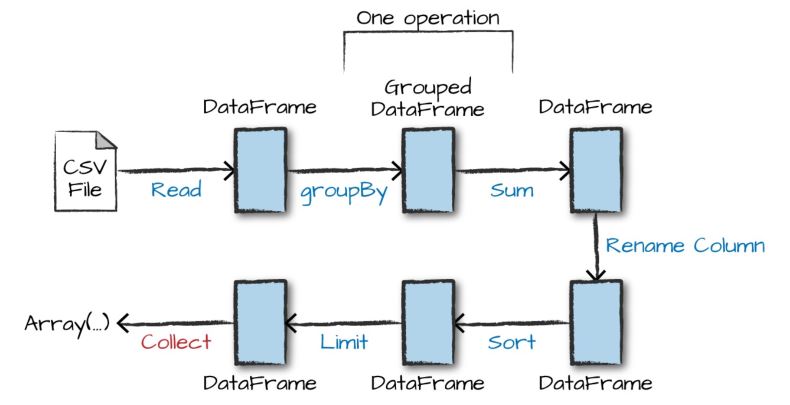 One operation
Grouped
DataFrame DataFrame DataFrame
CSV
File
Read groupBy Sum
Rename Column
Array(...)
Collect Limit Sort
DataFrame DataFrame DataFrame